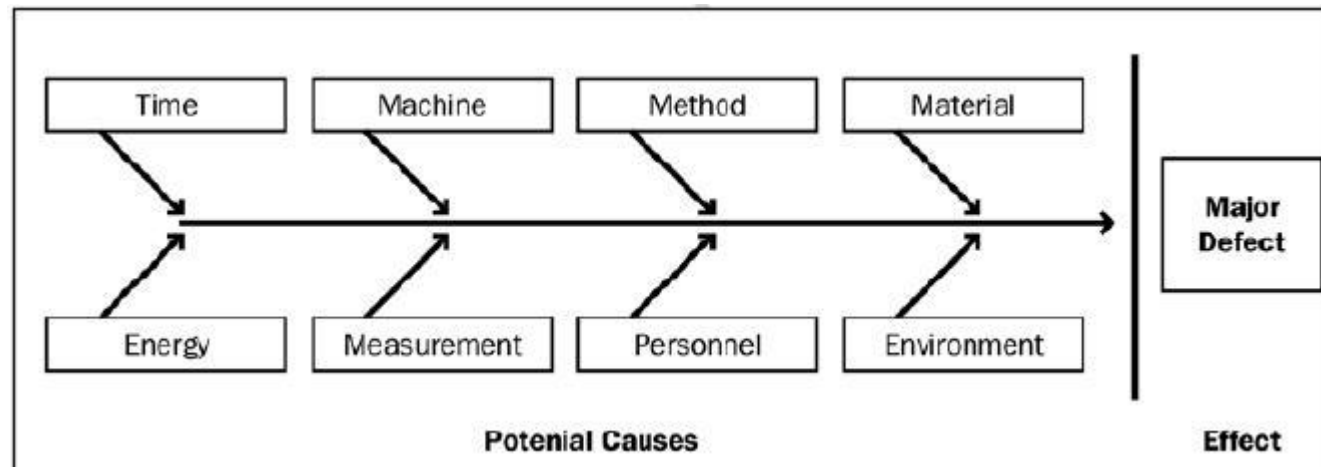 Time
Machine
Method
Material
Major
Defect
Energy
Measurement
Personnel
Environment
Potenial Causes
Effect